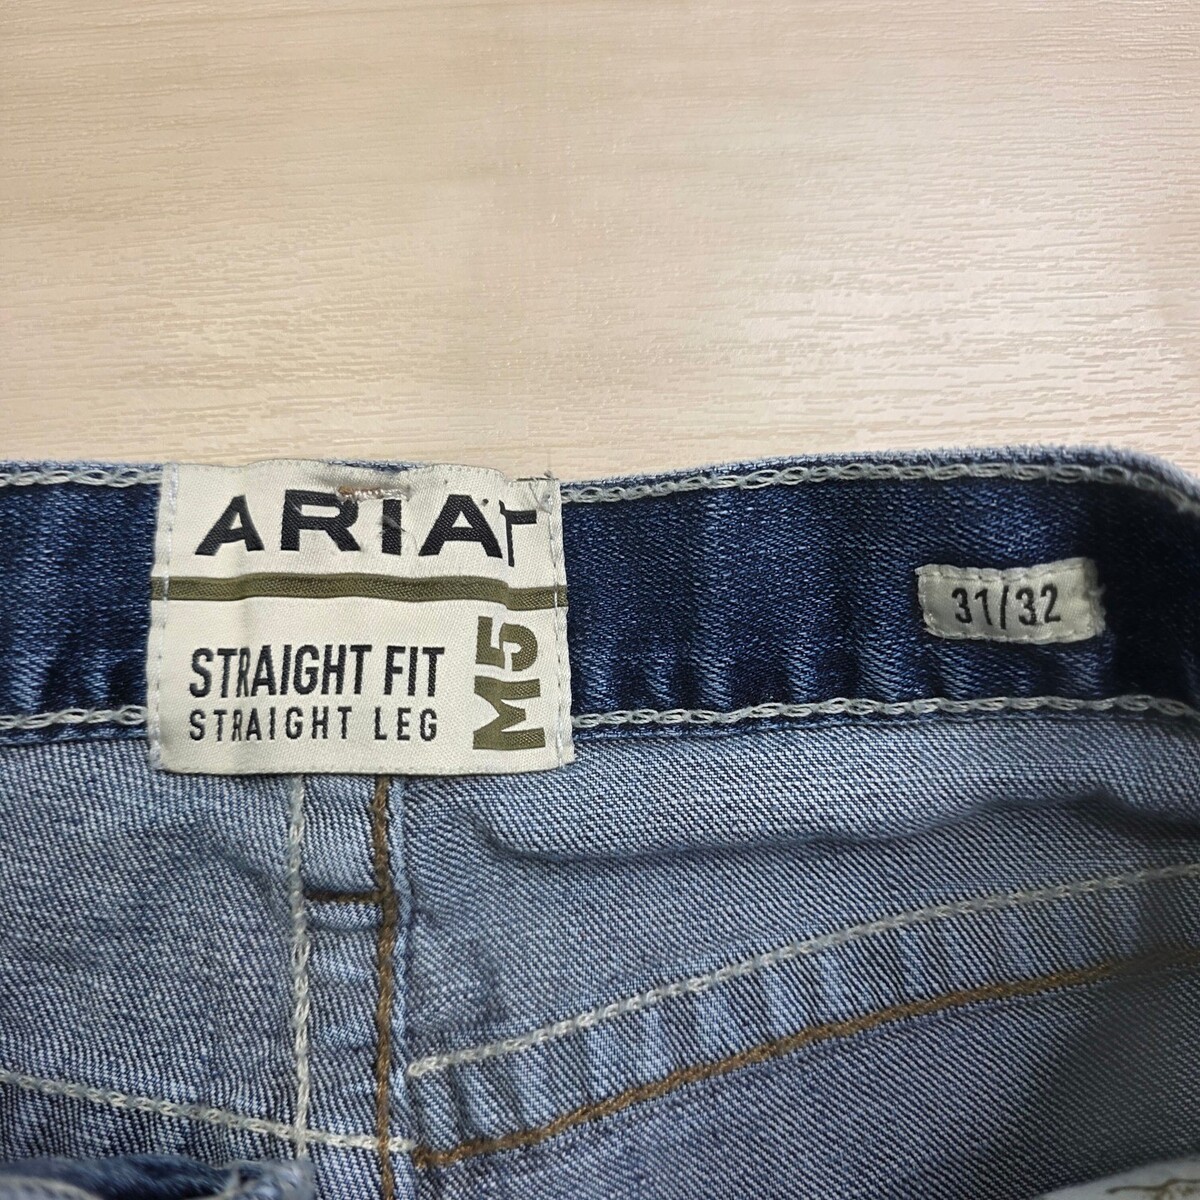 ARIAT
STRAIGHT FIT
STRAIGHT LEG
M5
31/32